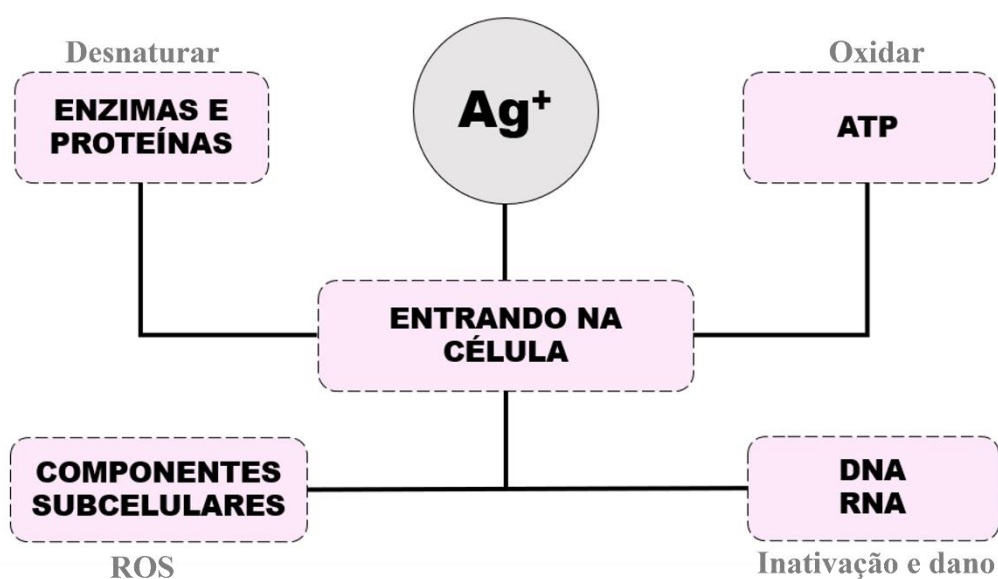 Desnaturar
ENZIMAS E
PROTEÍNAS
Ag⁺
Oxidar
ATP
ENTRANDO NA
CÉLULA
COMPONENTES
SUBCELULARES
ROS
DNA
RNA
Inativação e dano